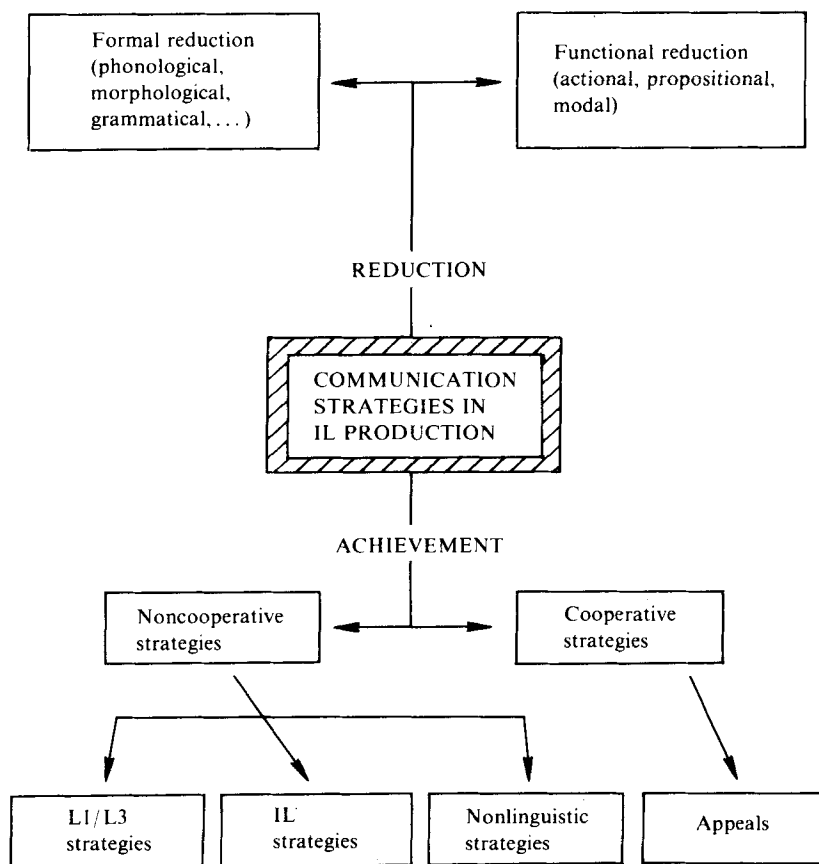 Formal reduction
(phonological,
morphological,
grammatical, . . . )
Functional reduction
(actional, propositional,
modal)
REDUCTION
COMMUNICATION
STRATEGIES IN
IL PRODUCTION
ACHIEVEMENT
Noncooperative
strategies
Cooperative
strategies
L1/L3
strategies
IL
strategies
Nonlinguistic
strategies
Appeals